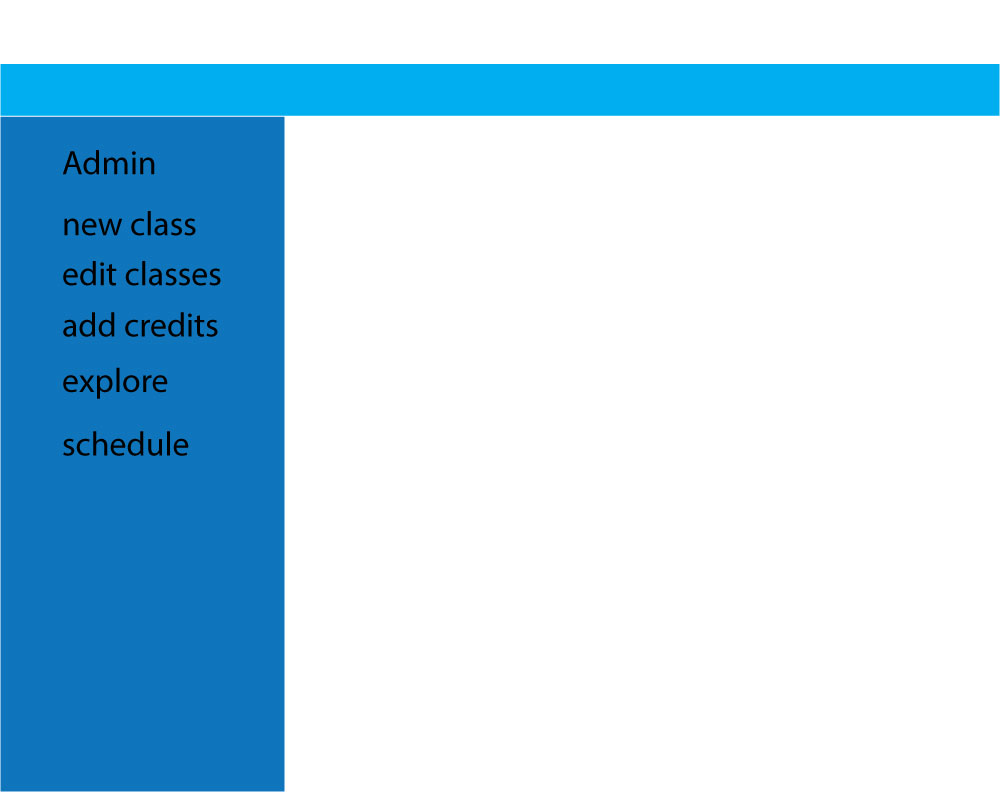 Admin
new class
edit classes
add credits
explore
schedule